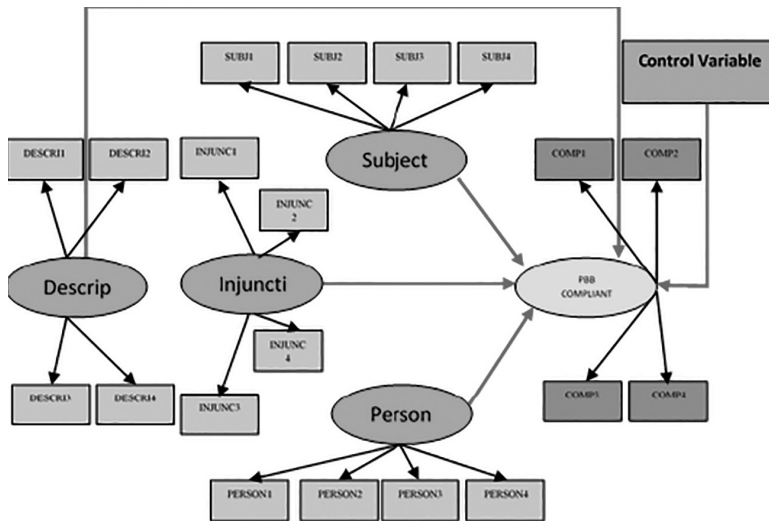 SUBJ1
SUBJ2
SUBJ3
SUBJ4
Control Variable
DESCRI1
DESCRI2
INJUNC1
COMP1
COMP2
Subject
INJUNC
2
Descrip
Injuncti
PBB
COMPLIANT
INJUNC
4
DESCRI3
DESCRI4
INJUNC3
Person
COMP3
COMP4
PERSON1
PERSON2
PERSON3
PERSON4